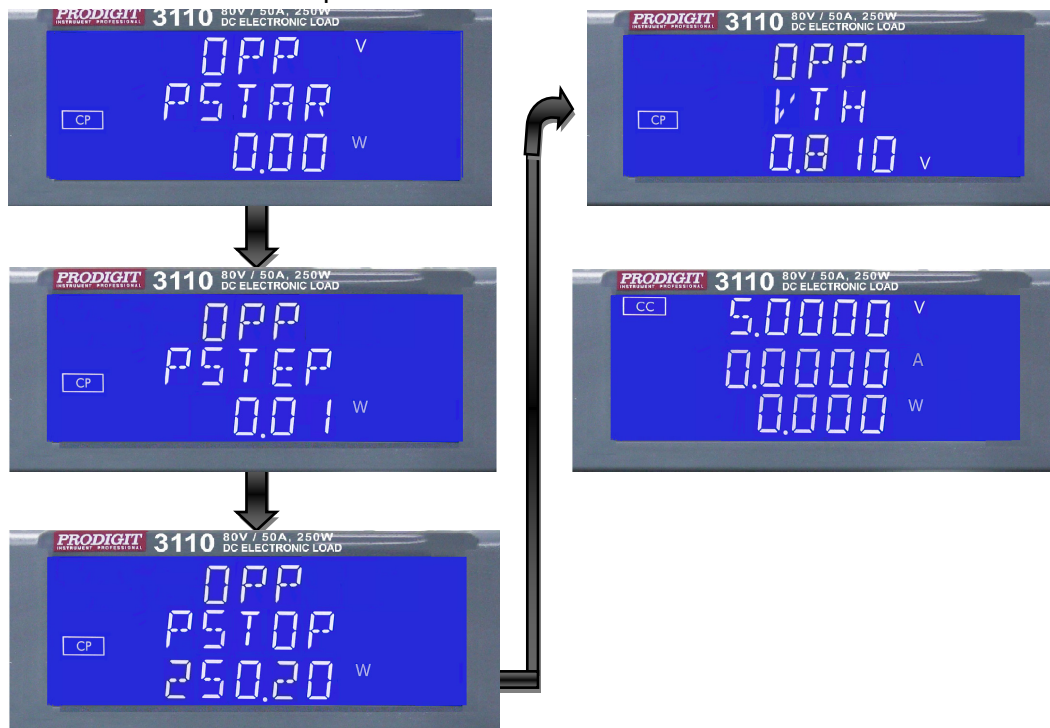 PRODIGIT 3110 80V / 50A, 250W
INSTRUMENT PROFESSIONAL DC ELECTRONIC LOAD
OPP V
PSTAR
CP
0.00 W
PRODIGIT 3110 80V / 50A, 250W
INSTRUMENT PROFESSIONAL DC ELECTRONIC LOAD
OPP
PSTEP
CP
0.01 W
PRODIGIT 3110 80V / 50A, 250W
INSTRUMENT PROFESSIONAL DC ELECTRONIC LOAD
OPP
PSTOP
CP
250.20 W
PRODIGIT 3110 80V / 50A, 250W
INSTRUMENT PROFESSIONAL DC ELECTRONIC LOAD
OPP
VTH
CP
0.810 V
PRODIGIT 3110 80V / 50A, 250W
INSTRUMENT PROFESSIONAL DC ELECTRONIC LOAD
CC 5.0000 V
0.0000 A
0.000 W